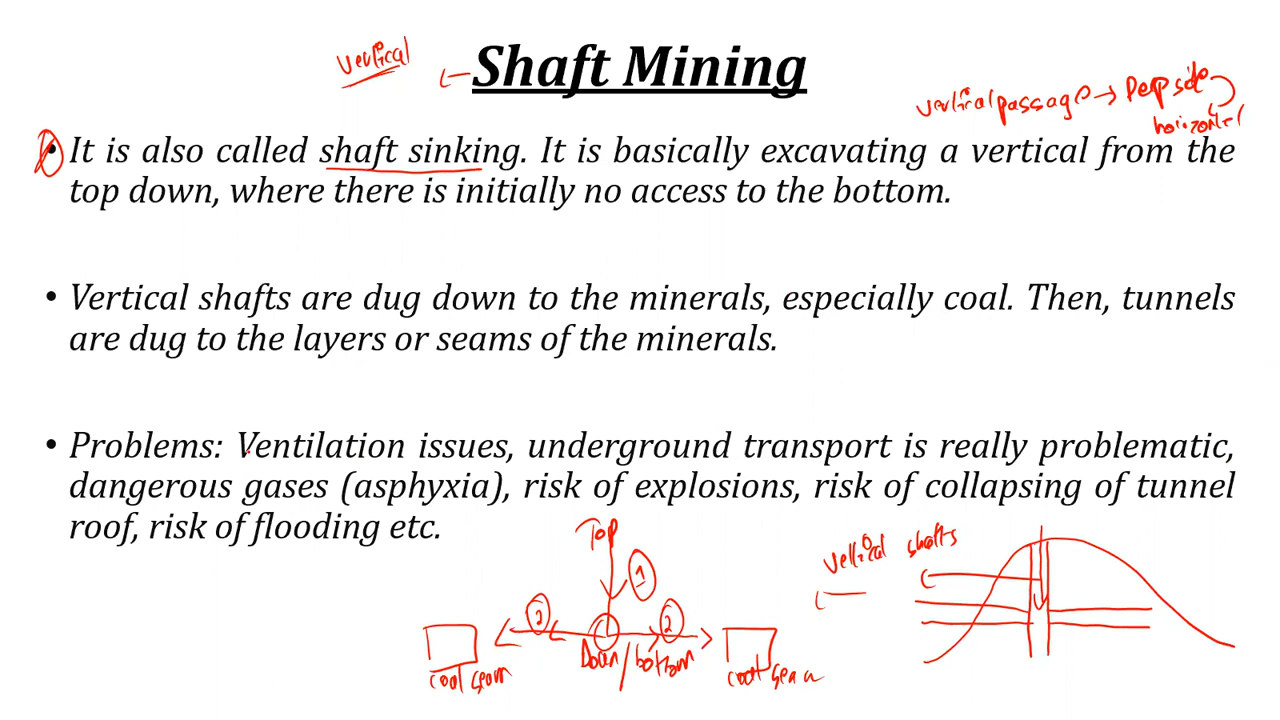 vertical
Shaft Mining
vertical passage → perp side
horizontal
• It is also called shaft sinking. It is basically excavating a vertical from the
top down, where there is initially no access to the bottom.
• Vertical shafts are dug down to the minerals, especially coal. Then, tunnels
are dug to the layers or seams of the minerals.
• Problems: Ventilation issues, underground transport is really problematic,
dangerous gases (asphyxia), risk of explosions, risk of collapsing of tunnel
roof, risk of flooding etc.
Top
vertical shafts
1
2
2
Down/bottom
coal seam
coal seam